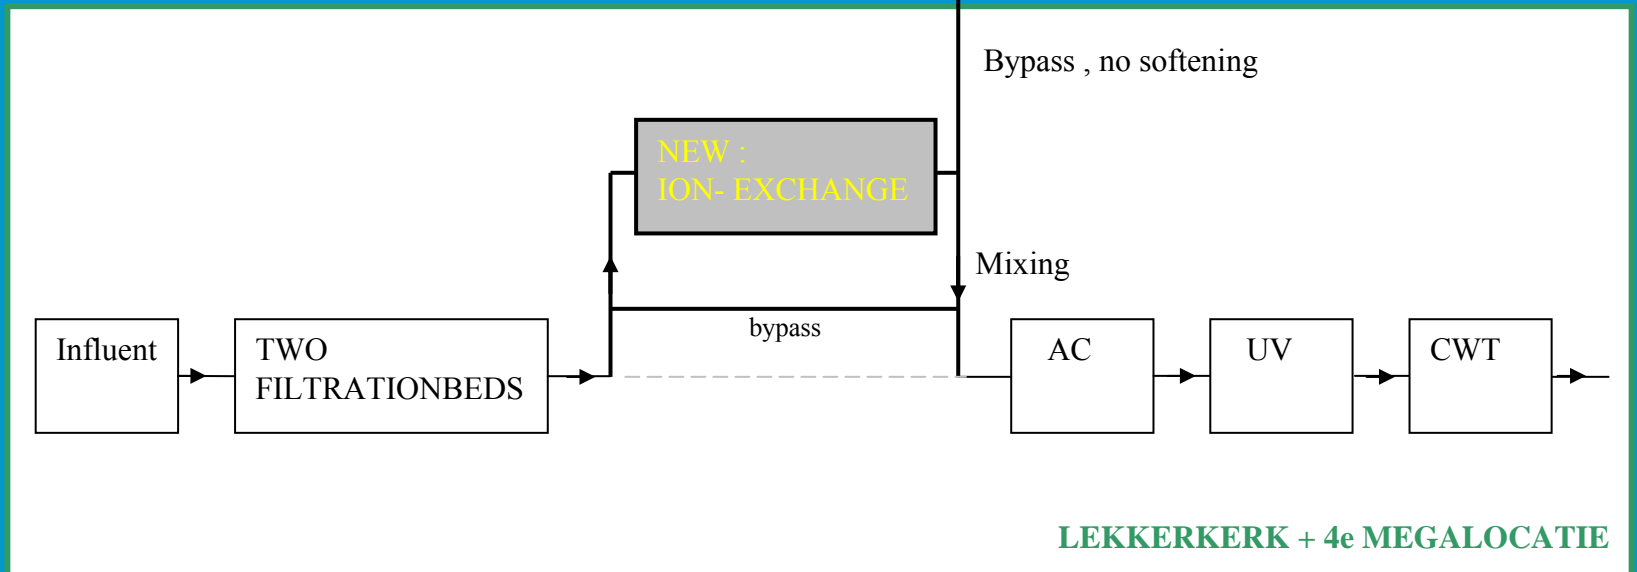 Bypass , no softening
NEW :
ION- EXCHANGE
Mixing
bypass
Influent
TWO
FILTRATIONBEDS
AC
UV
CWT
LEKKERKERK + 4e MEGALOCATIE